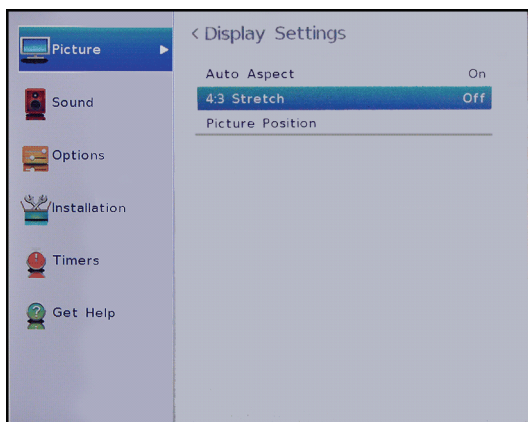 Picture
Sound
Options
Installation
Timers
Get Help
< Display Settings
Auto Aspect On
4:3 Stretch Off
Picture Position